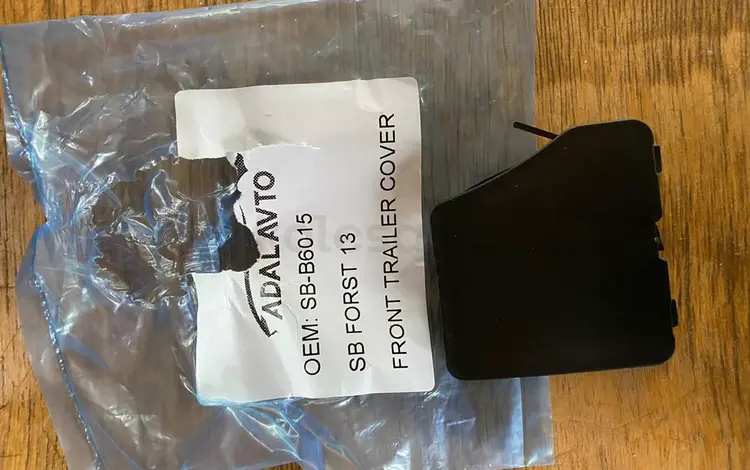 ADALAVTO
OEM: SB-B6015
SB FORST 13
FRONT TRAILER COVER